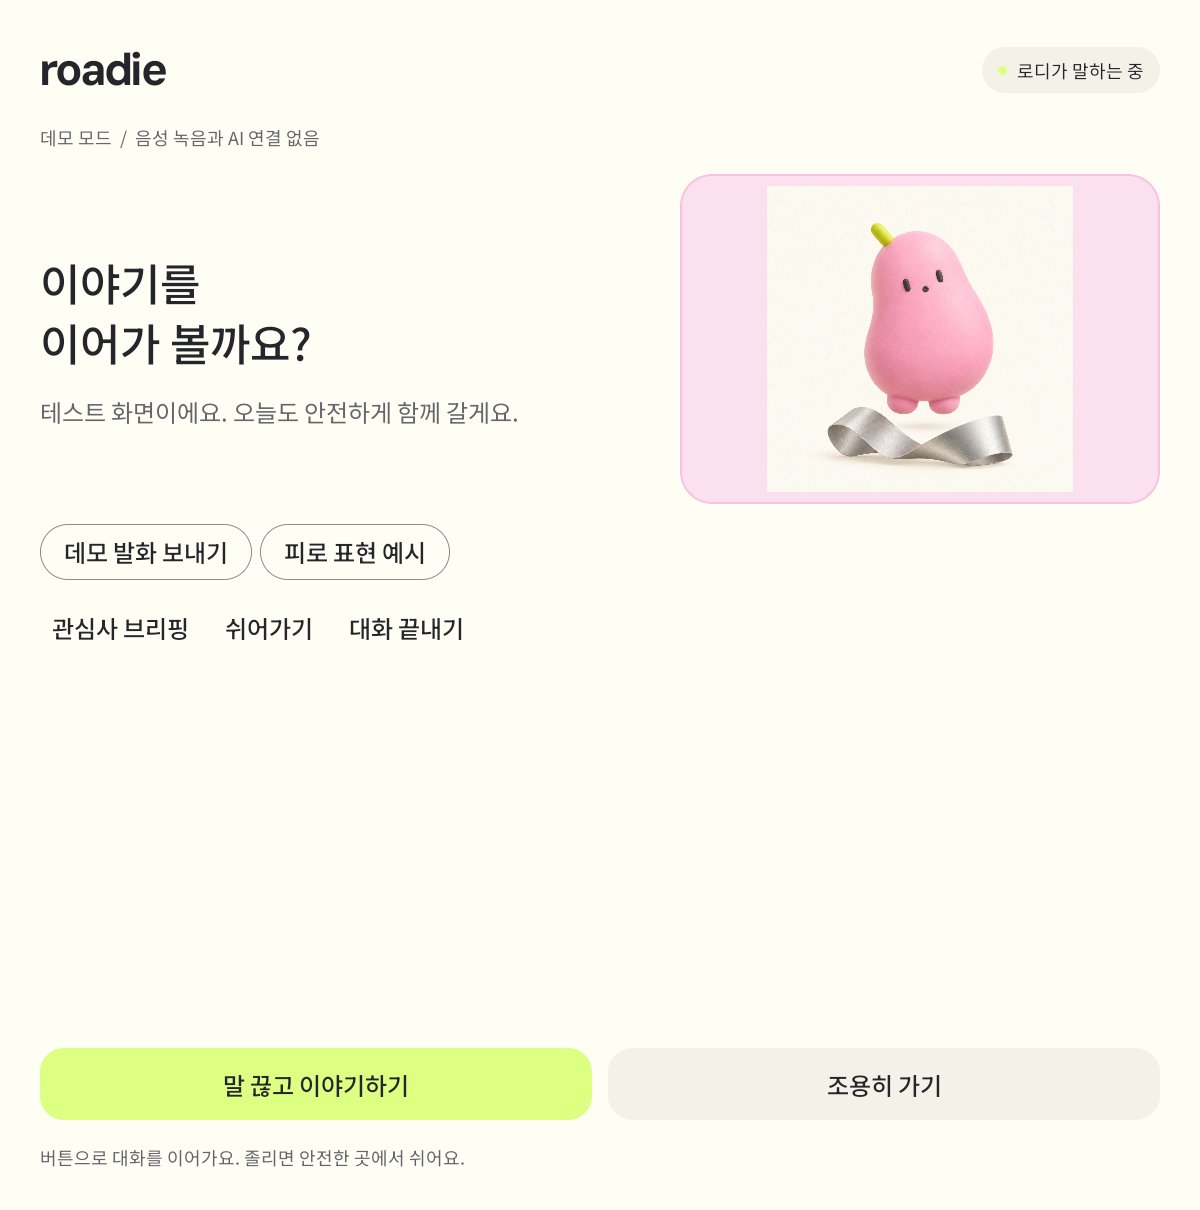 roadie
로디가 말하는 중
데모 모드 / 음성 녹음과 AI 연결 없음
이야기를
이어가 볼까요?
테스트 화면이에요. 오늘도 안전하게 함께 갈게요.
데모 발화 보내기
피로 표현 예시
관심사 브리핑
쉬어가기
대화 끝내기
말 끊고 이야기하기
조용히 가기
버튼으로 대화를 이어가요. 졸리면 안전한 곳에서 쉬어요.